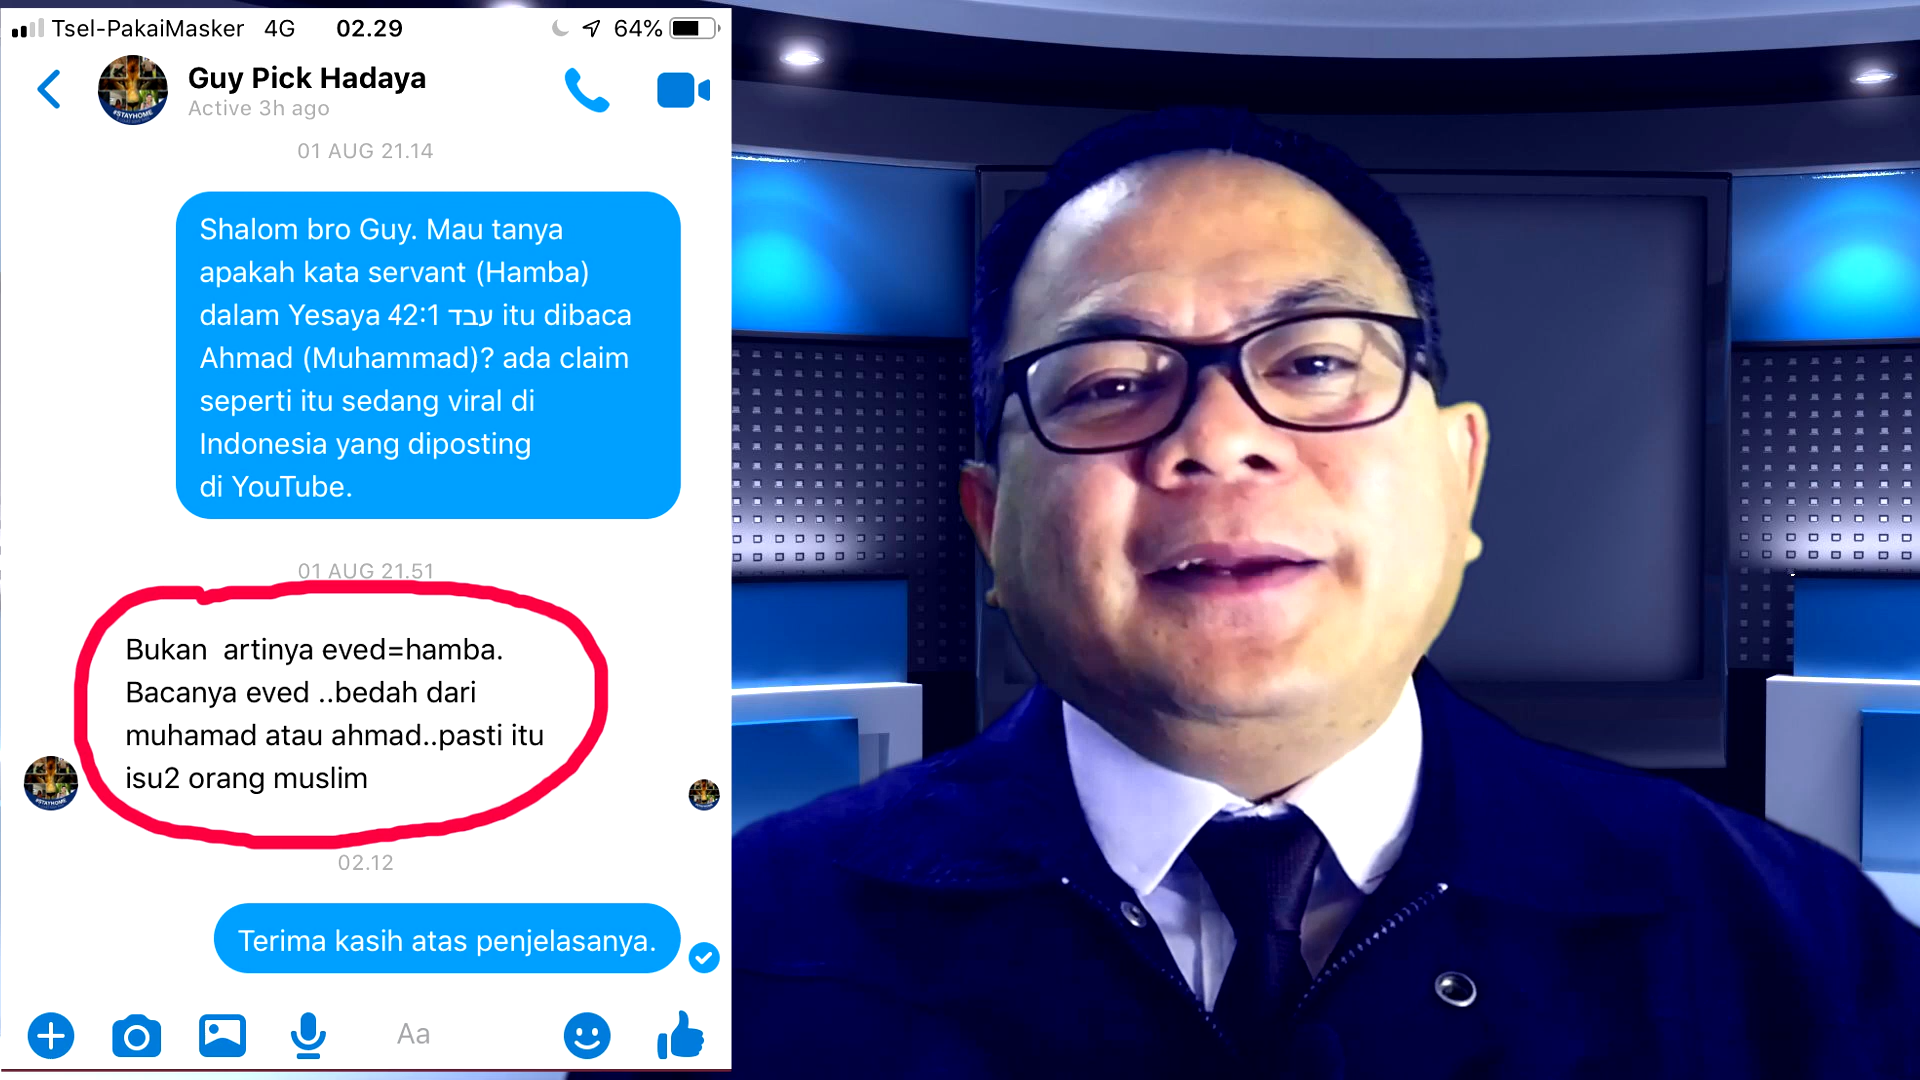 Tsel-PakaiMasker 4G 02.29 64%
Guy Pick Hadaya
Active 3h ago
#STAYHOME
01 AUG 21.14
Shalom bro Guy. Mau tanya
apakah kata servant (Hamba)
dalam Yesaya 42:1 עבד itu dibaca
Ahmad (Muhammad)? ada claim
seperti itu sedang viral di
Indonesia yang diposting
di YouTube.
01 AUG 21.51
Bukan artinya eved=hamba.
Bacanya eved ..bedah dari
muhamad atau ahmad..pasti itu
isu2 orang muslim
#STAYHOME
02.12
Terima kasih atas penjelasanya.
Aa